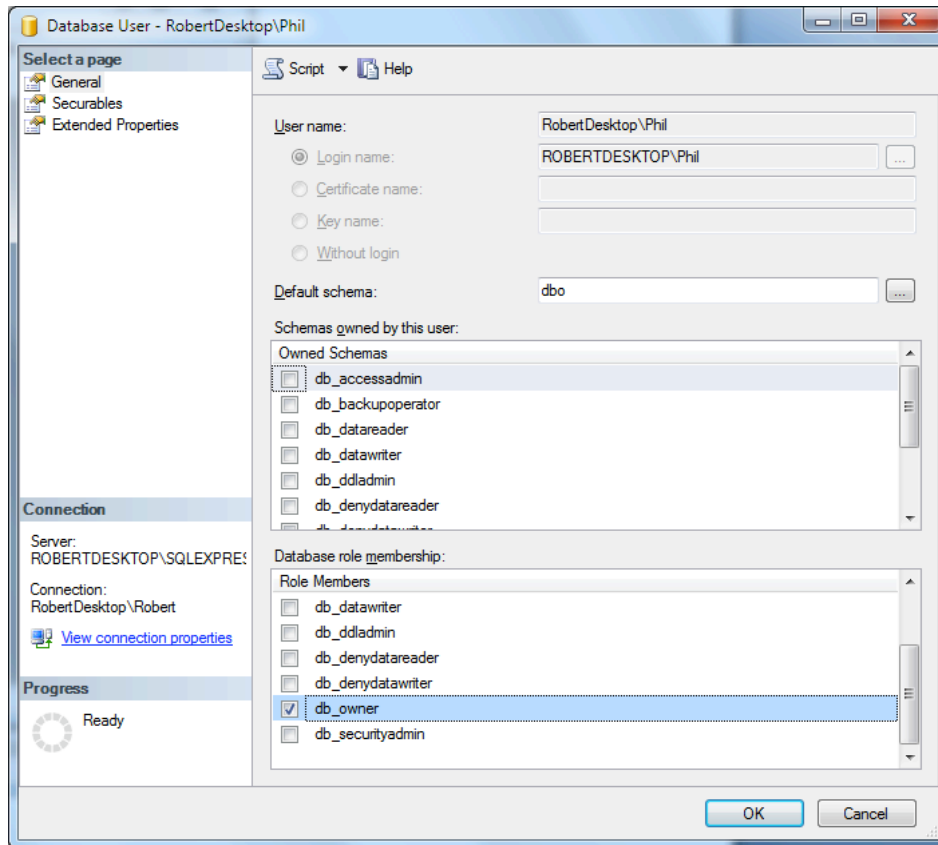 Database User - RobertDesktop\Phil
Select a page
General
Securables
Extended Properties
Script
Help
User name:
RobertDesktop\Phil
Login name:
ROBERTDESKTOP\Phil
...
Certificate name:
Key name:
Without login
Default schema:
dbo
...
Schemas owned by this user:
Owned Schemas
db_accessadmin
db_backupoperator
db_datareader
db_datawriter
db_ddladmin
db_denydatareader
db_denydatawriter
Connection
Server:
ROBERTDESKTOP\SQLEXPRES
Connection:
RobertDesktop\Robert
View connection properties
Progress
Ready
Database role membership:
Role Members
db_datawriter
db_ddladmin
db_denydatareader
db_denydatawriter
db_owner
db_securityadmin
OK
Cancel